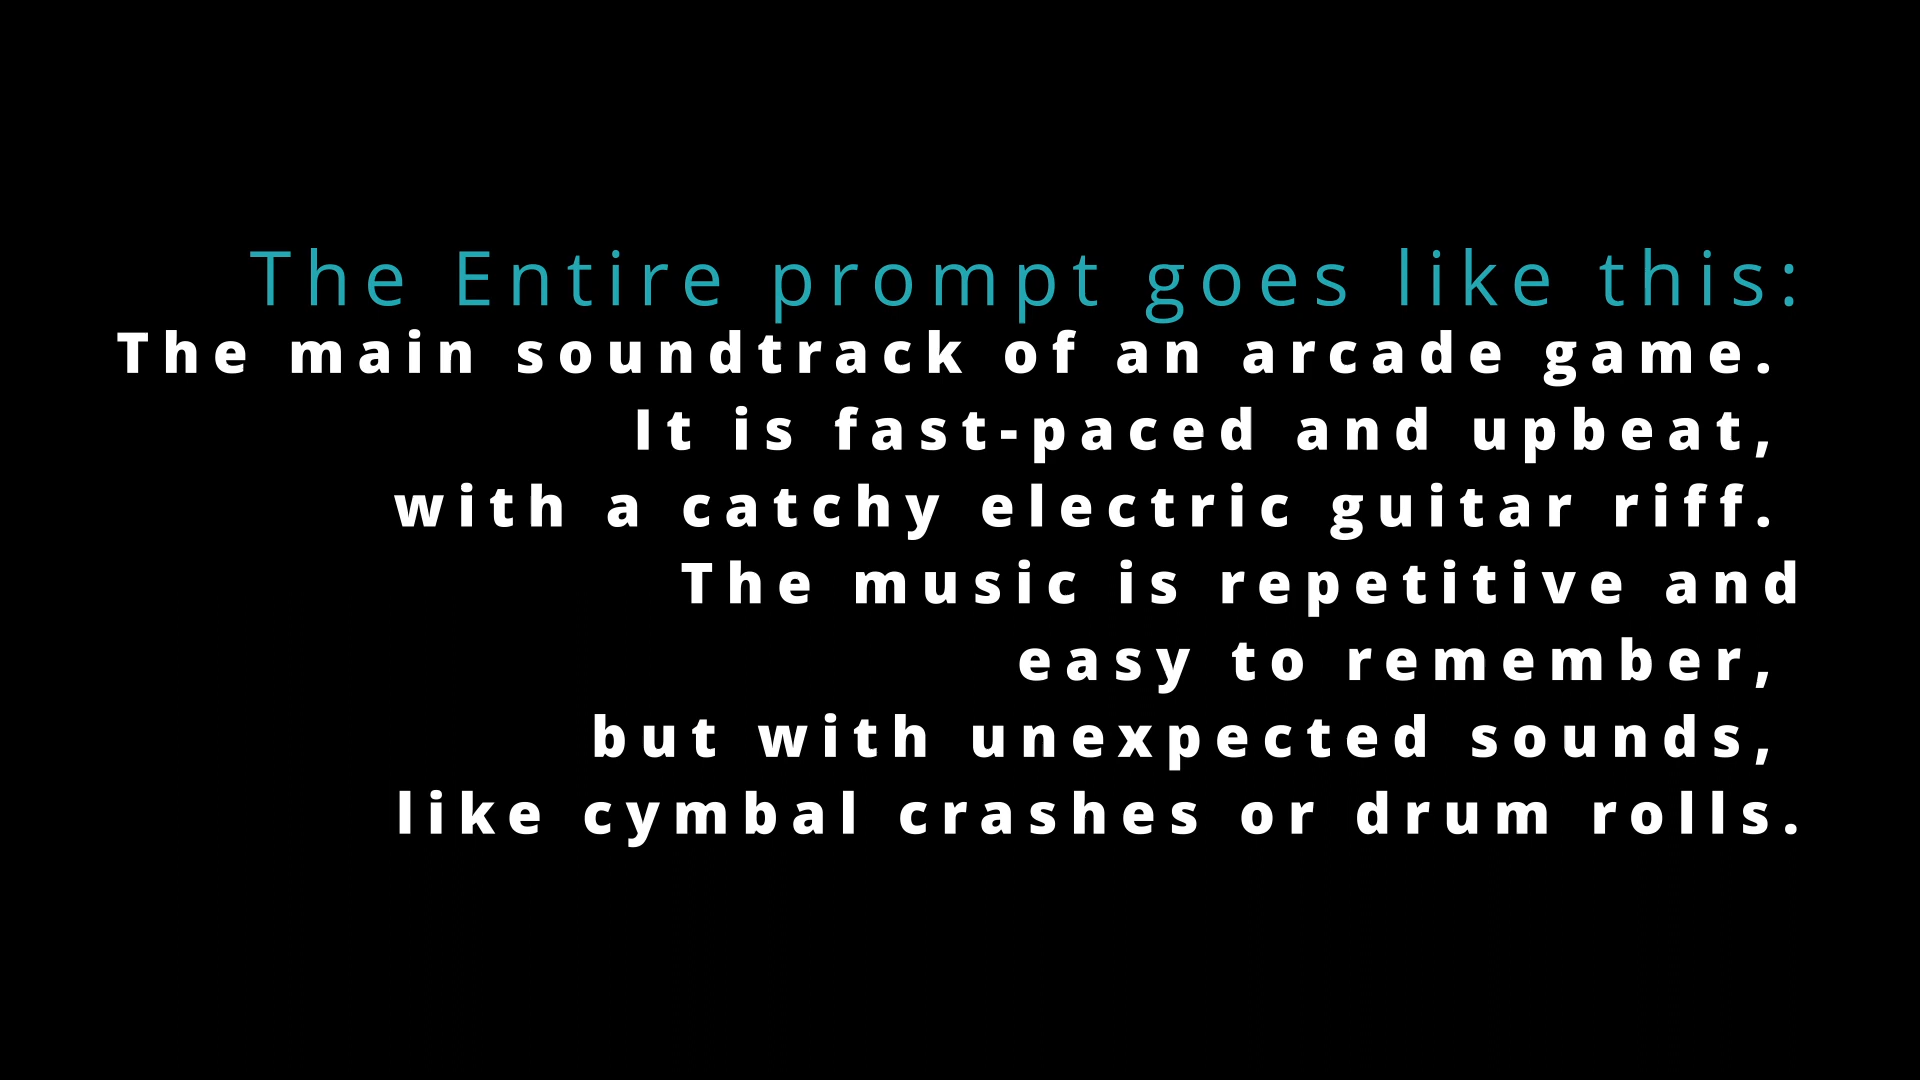 The Entire prompt goes like this:
The main soundtrack of an arcade game.
It is fast-paced and upbeat,
with a catchy electric guitar riff.
The music is repetitive and
easy to remember,
but with unexpected sounds,
like cymbal crashes or drum rolls.